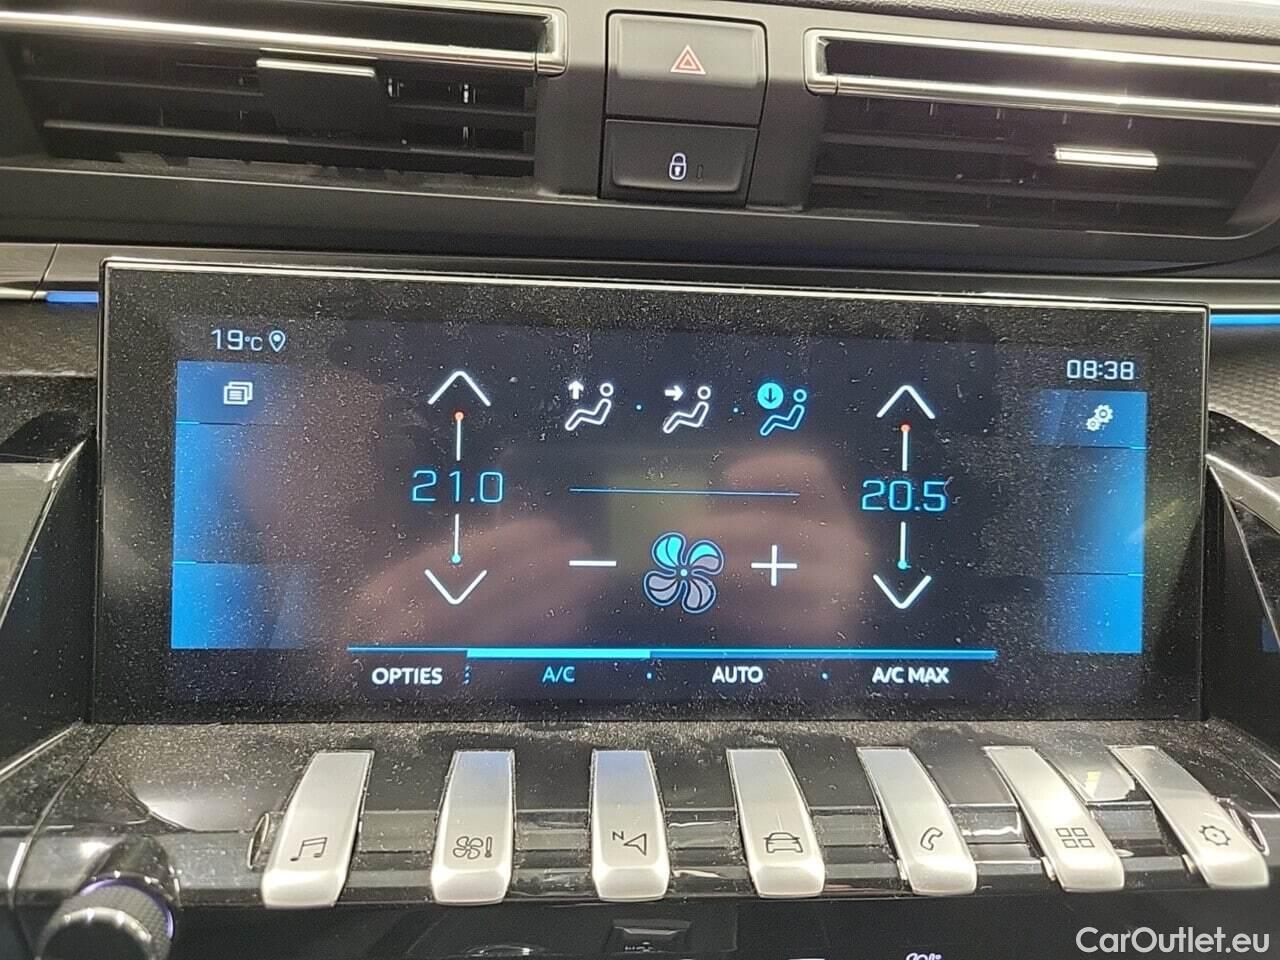 19°C
08:38
21.0
20.5
OPTIES
A/C
AUTO
A/C MAX
N
CarOutlet.eu